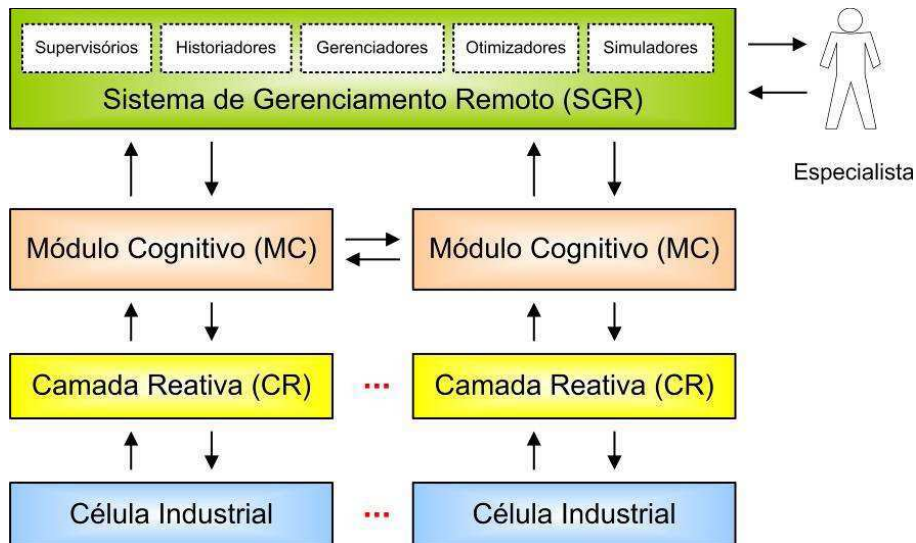 Supervisórios Historiadores Gerenciadores Otimizadores Simuladores
Sistema de Gerenciamento Remoto (SGR)
Especialista
Módulo Cognitivo (MC) Módulo Cognitivo (MC)
Camada Reativa (CR) ... Camada Reativa (CR)
Célula Industrial ... Célula Industrial